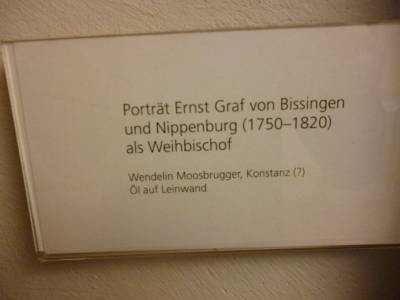 Porträt Ernst Graf von Bissingen
und Nippenburg (1750–1820)
als Weihbischof
Wendelin Moosbrugger, Konstanz (?)
Öl auf Leinwand